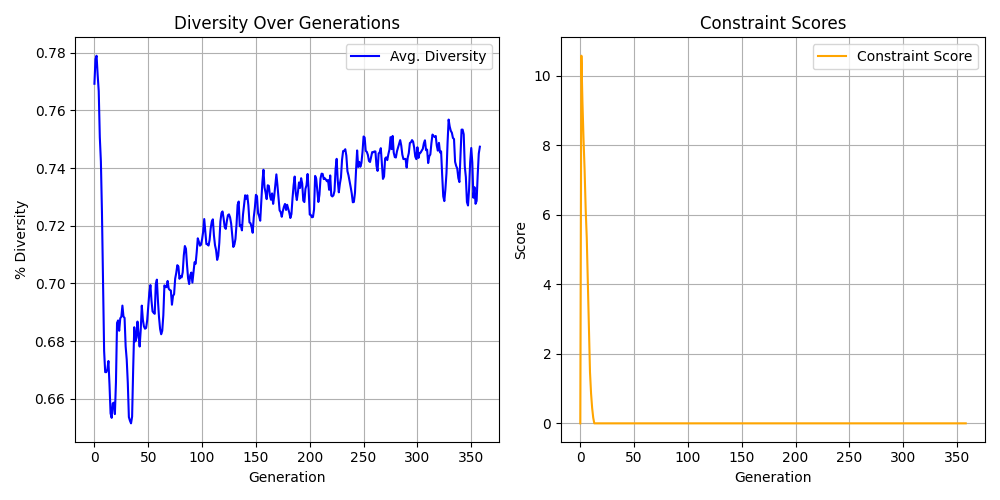 Diversity Over Generations
Avg. Diversity
% Diversity
0.78
0.76
0.74
0.72
0.70
0.68
0.66
0 50 100 150 200 250 300 350
Generation
Constraint Scores
Constraint Score
Score
10
8
6
4
2
0
0 50 100 150 200 250 300 350
Generation